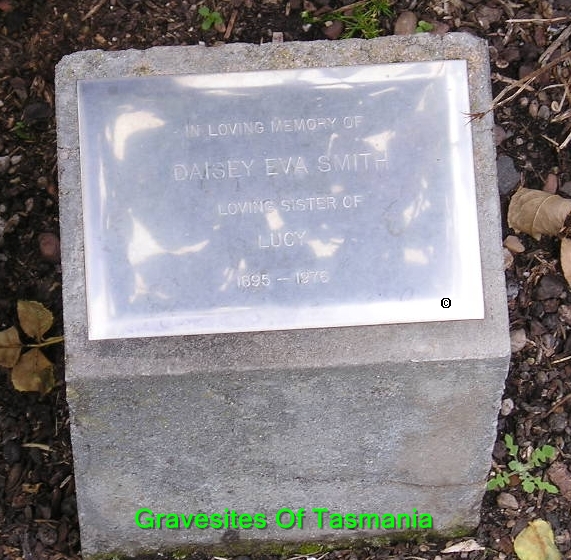 IN LOVING MEMORY OF
DAISEY EVA SMITH
LOVING SISTER OF
LUCY
1895 — 1976
©
Gravesites Of Tasmania